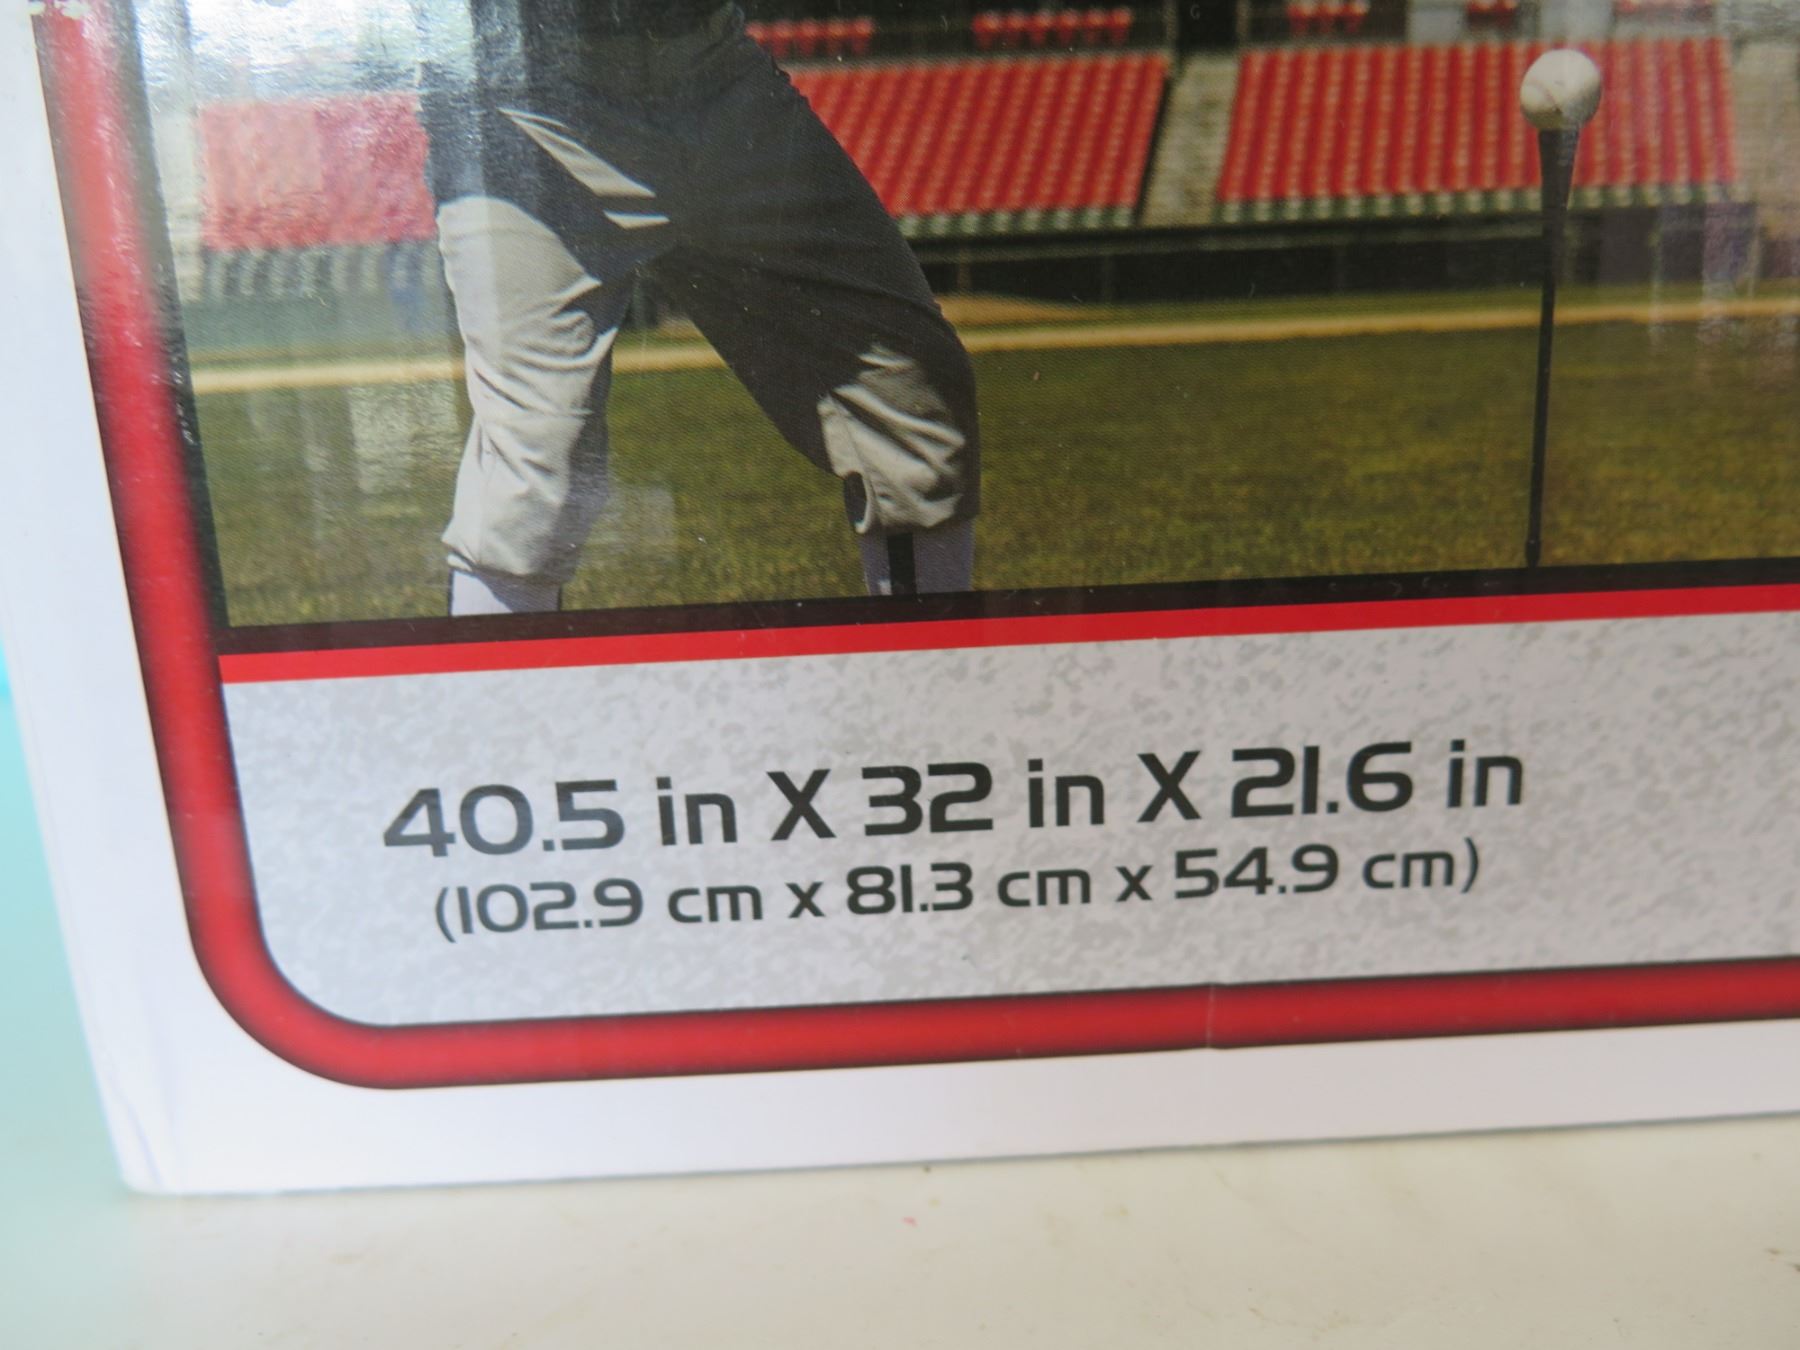 40.5 in X 32 in X 21.6 in
(102.9 cm x 81.3 cm x 54.9 cm)